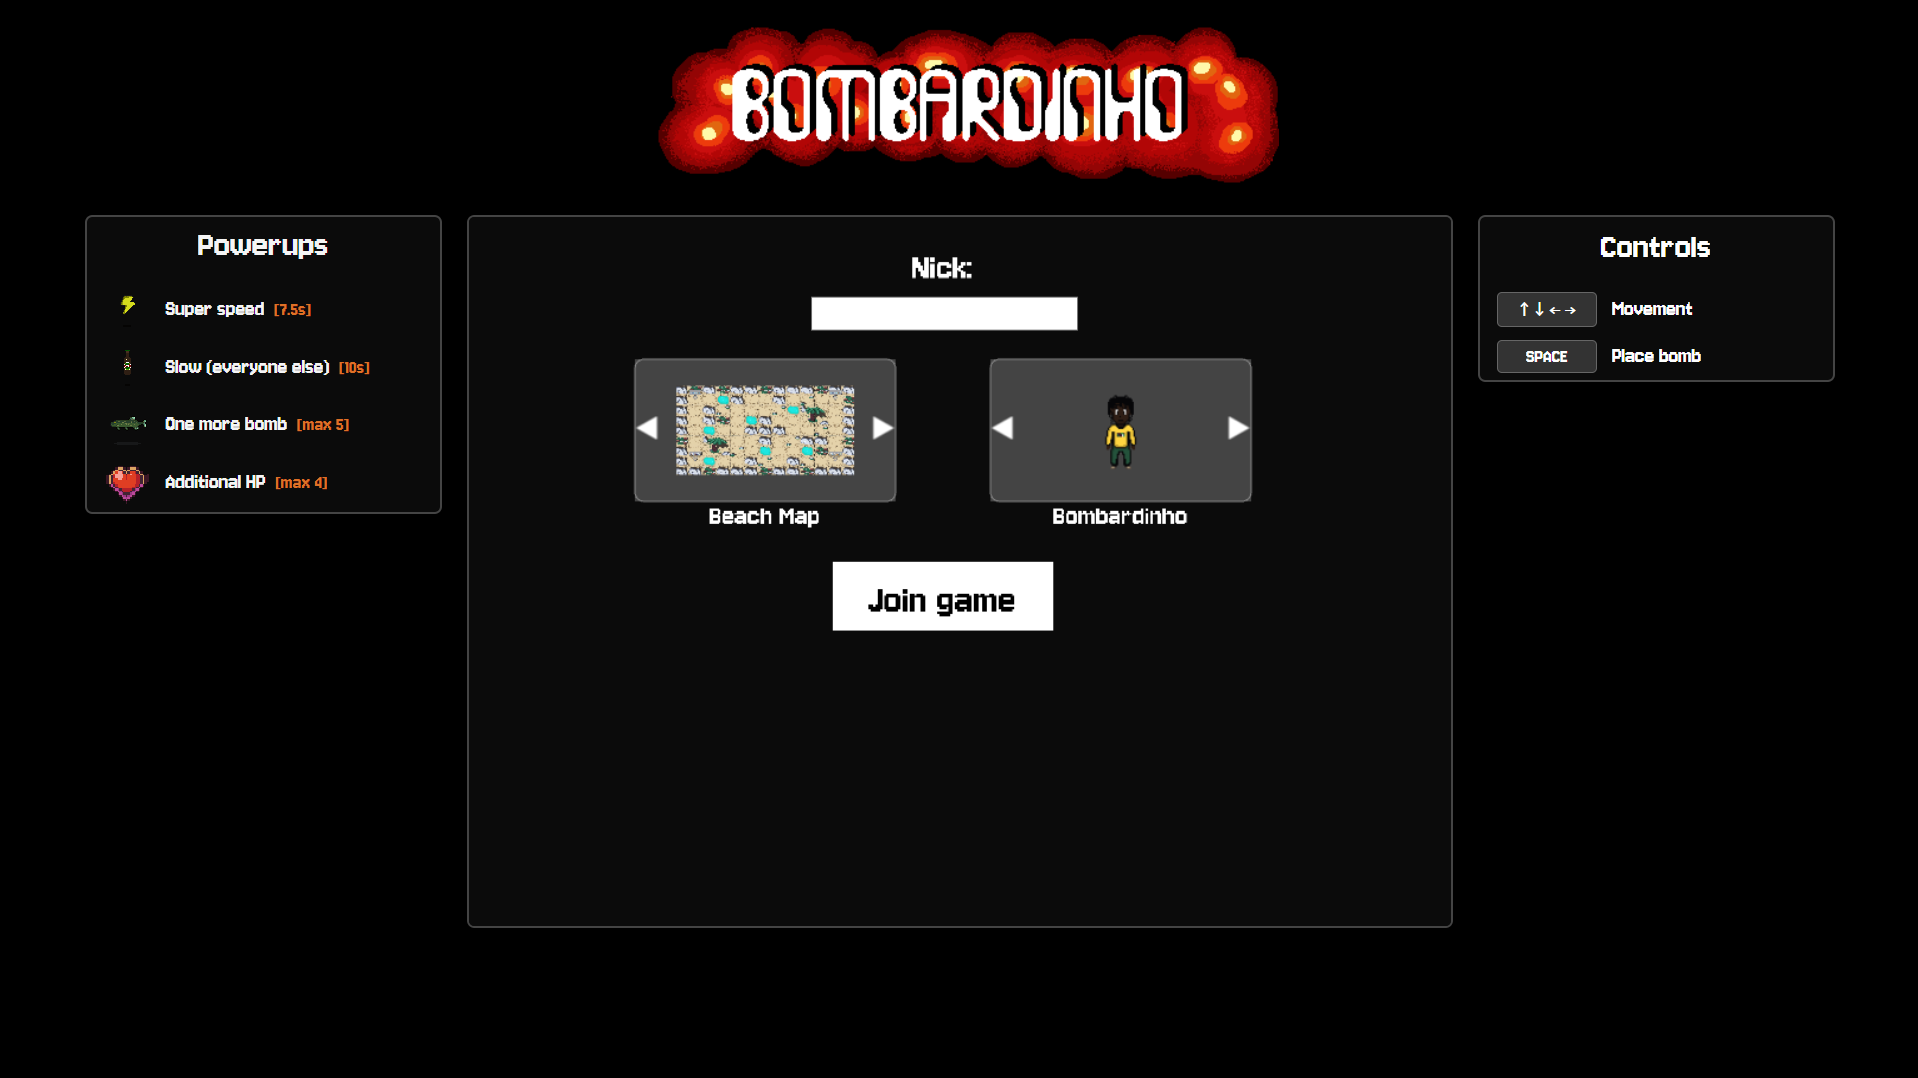 BOMBARDINHO
Powerups
Super speed [7.5s]
Slow (everyone else) [10s]
One more bomb [max 5]
Additional HP [max 4]
Nick:
Beach Map
Bombardinho
Join game
Controls
↑ ↓ ← → Movement
SPACE Place bomb